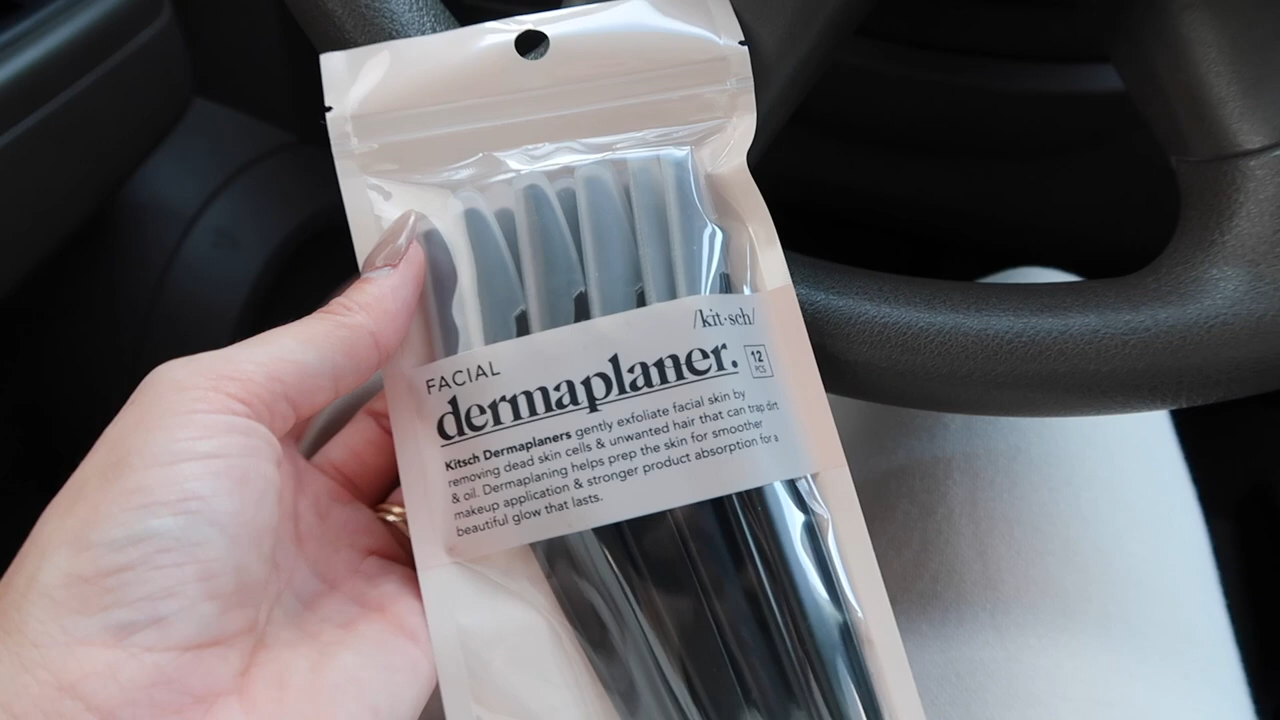 /kit·sch/
FACIAL
dermaplaner.
12
PCS
Kitsch Dermaplaners gently exfoliate facial skin by
removing dead skin cells & unwanted hair that can trap dirt
& oil. Dermaplaning helps prep the skin for smoother
makeup application & stronger product absorption for a
beautiful glow that lasts.